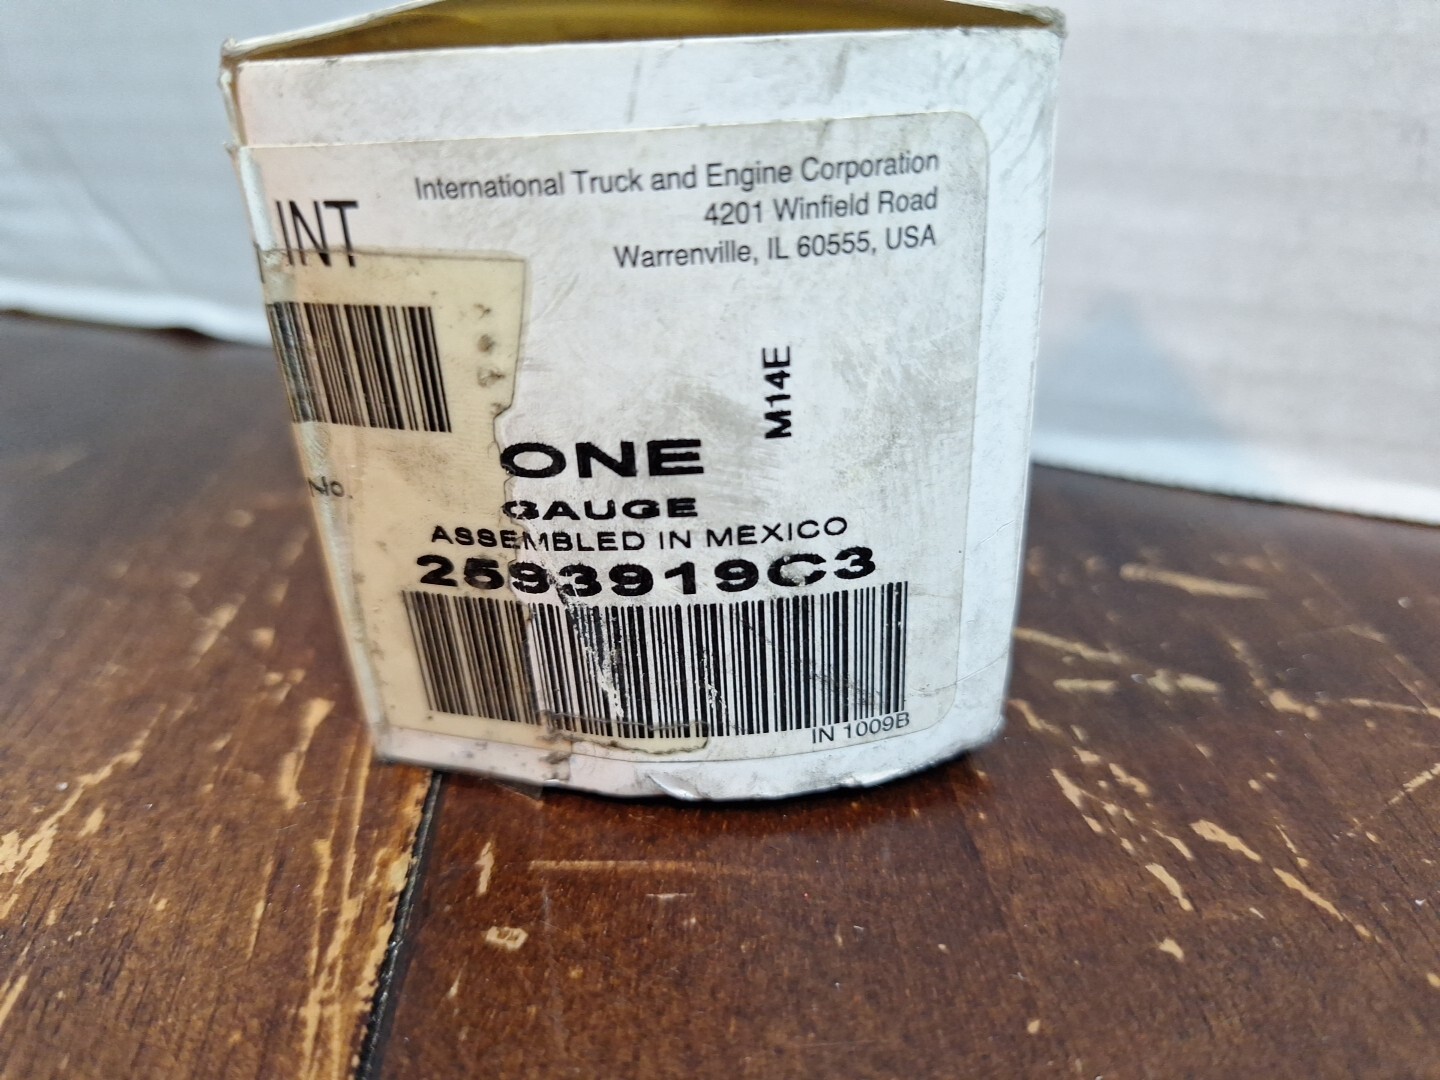 International Truck and Engine Corporation
4201 Winfield Road
Warrenville, IL 60555, USA
INT
M14E
No.
ONE
GAUGE
ASSEMBLED IN MEXICO
2593919C3
IN 1009B